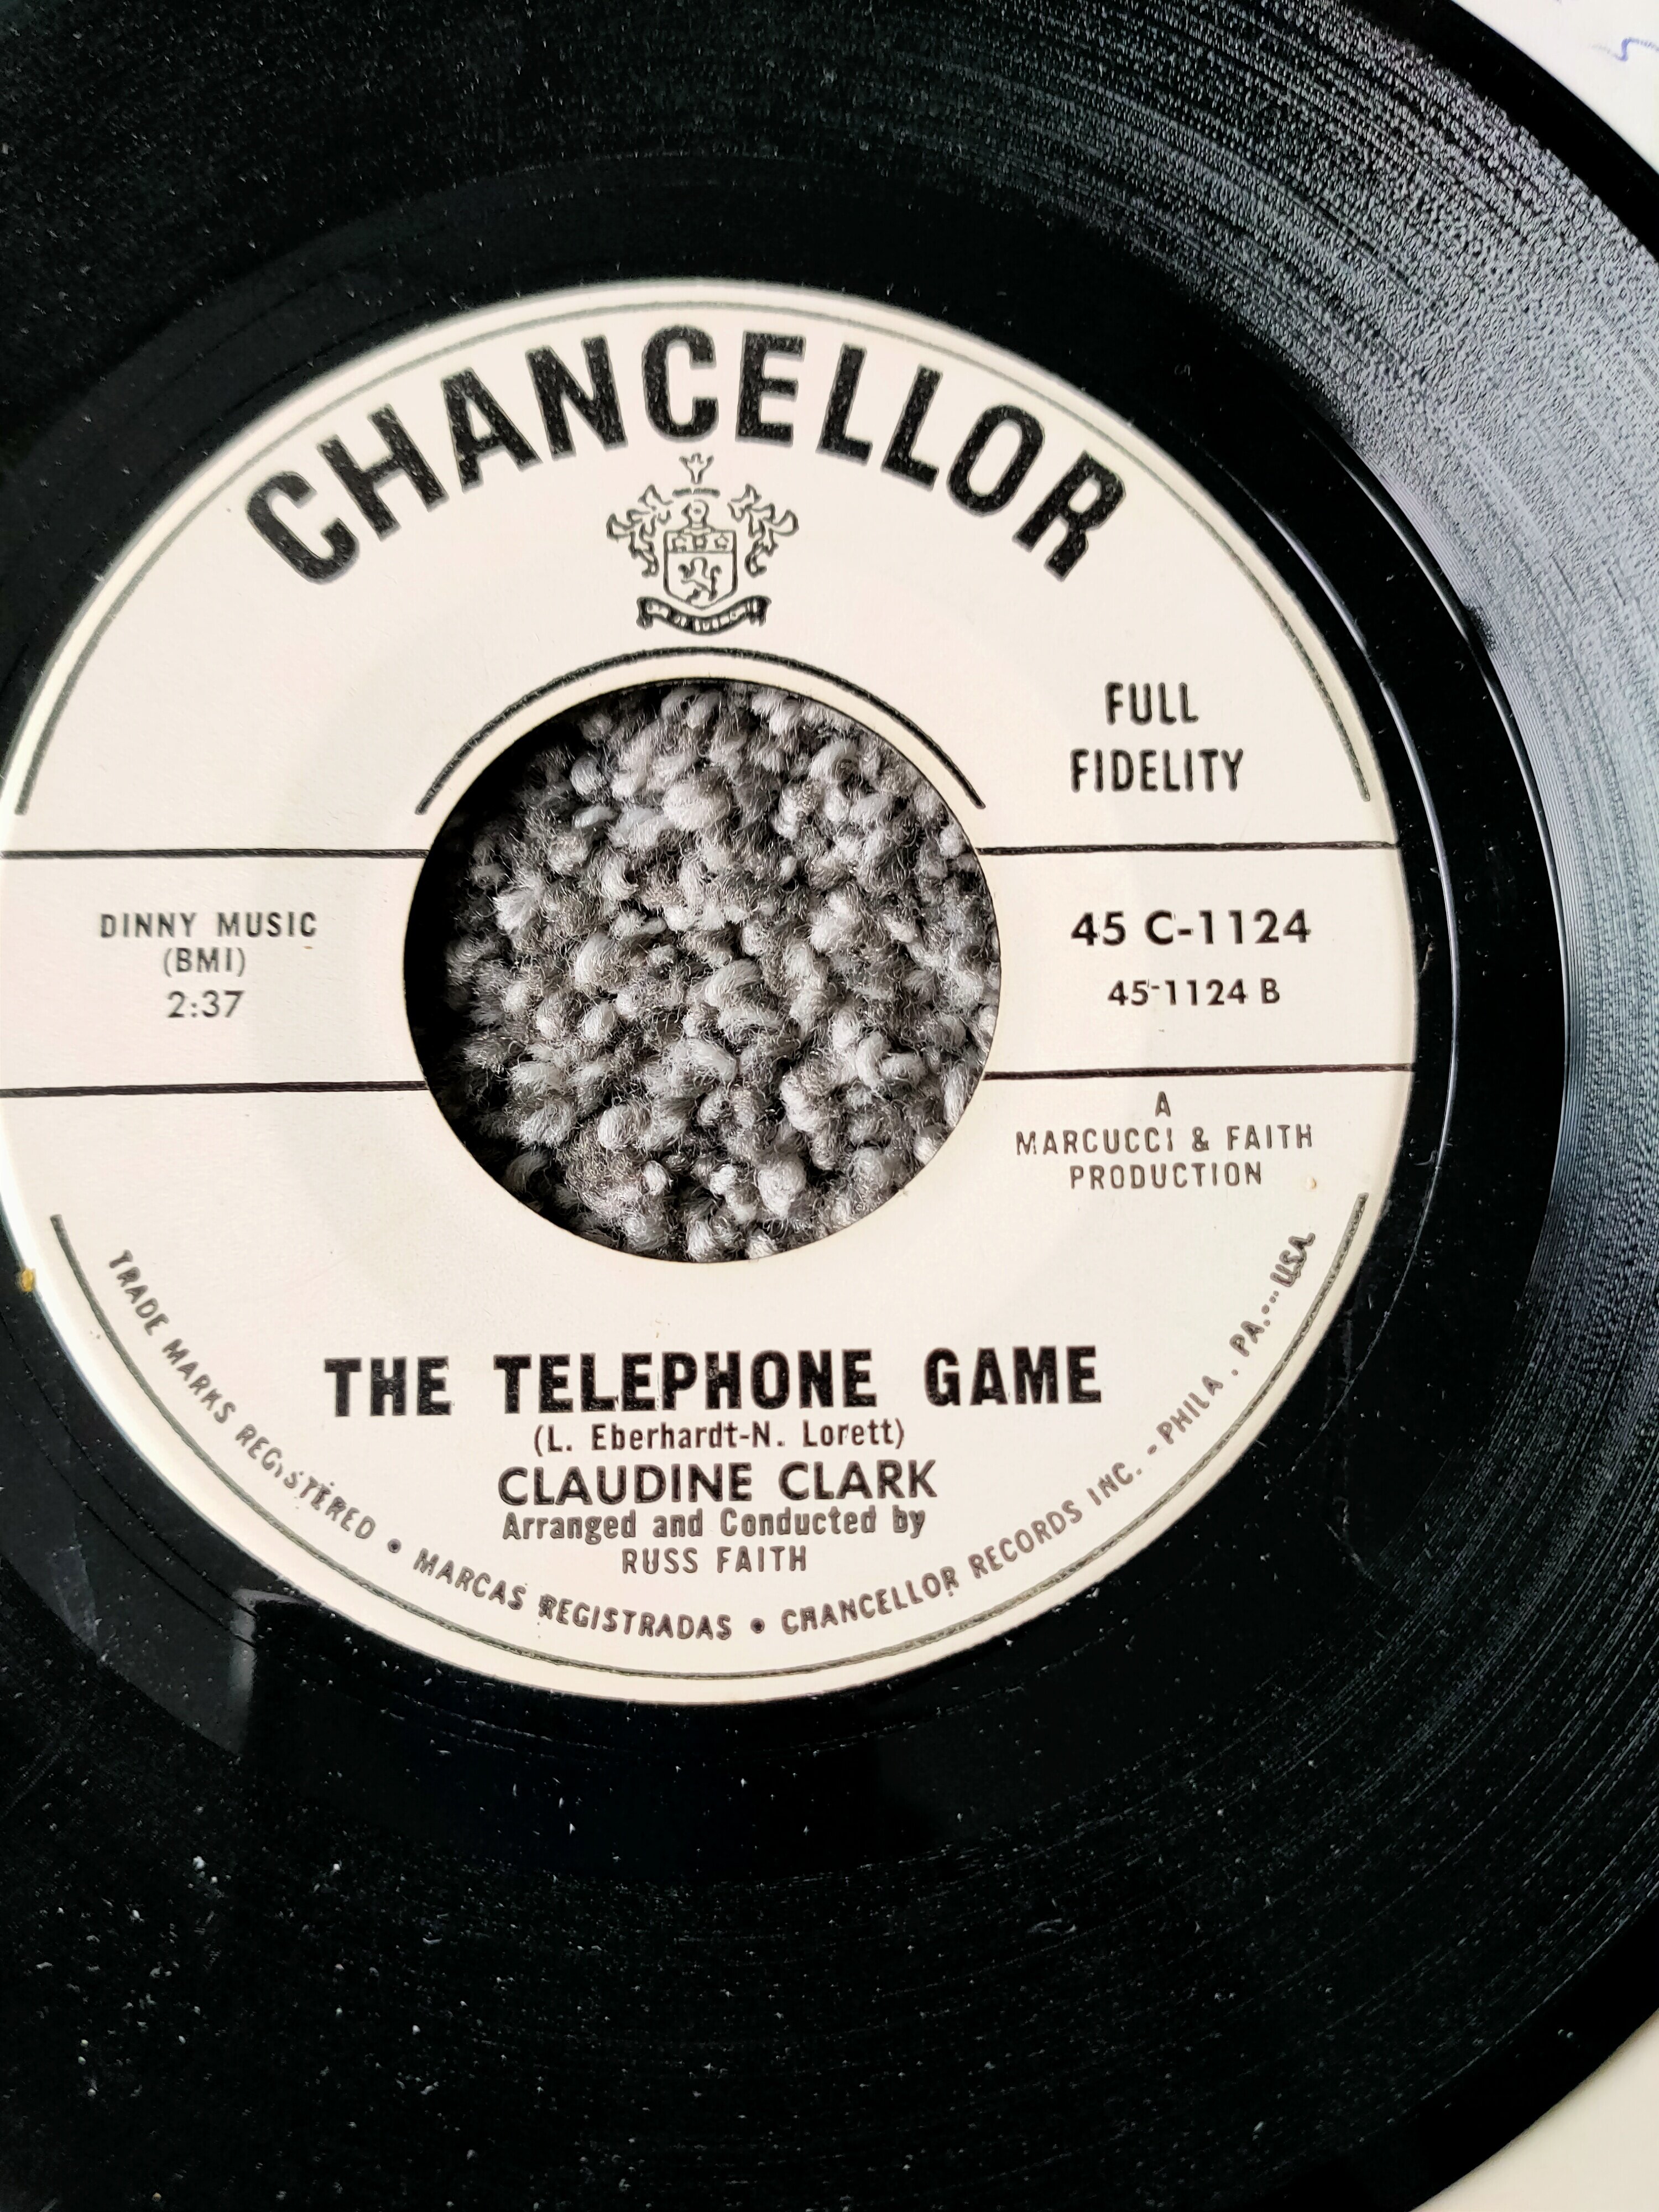 CHANCELLOR
FULL
FIDELITY
DINNY MUSIC
(BMI)
2:37
45 C-1124
45-1124 B
A
MARCUCCI & FAITH
PRODUCTION
THE TELEPHONE GAME
(L. Eberhardt-N. Lorett)
CLAUDINE CLARK
Arranged and Conducted by
RUSS FAITH
TRADE MARKS REGISTERED • MARCAS REGISTRADAS • CHANCELLOR RECORDS INC. - PHILA. PA....USA